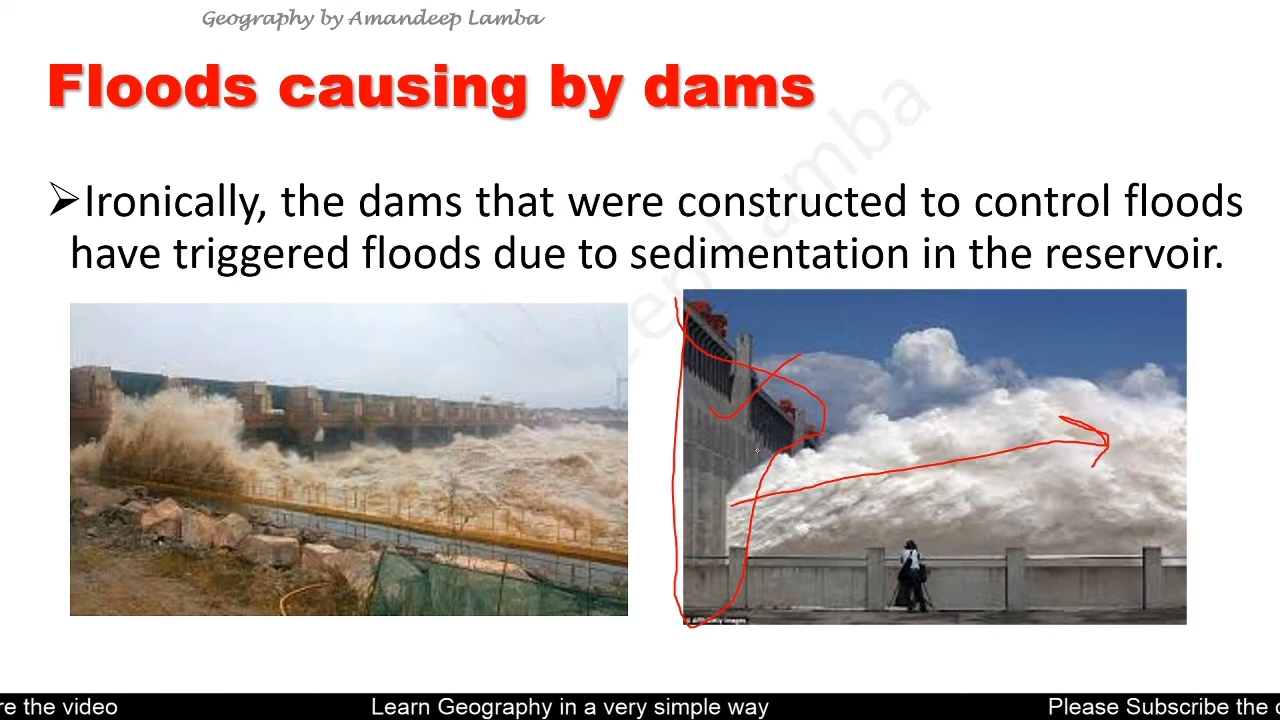 Geography by Amandeep Lamba
Floods causing by dams
➢Ironically, the dams that were constructed to control floods
have triggered floods due to sedimentation in the reservoir.
re the video
Learn Geography in a very simple way
Please Subscribe the